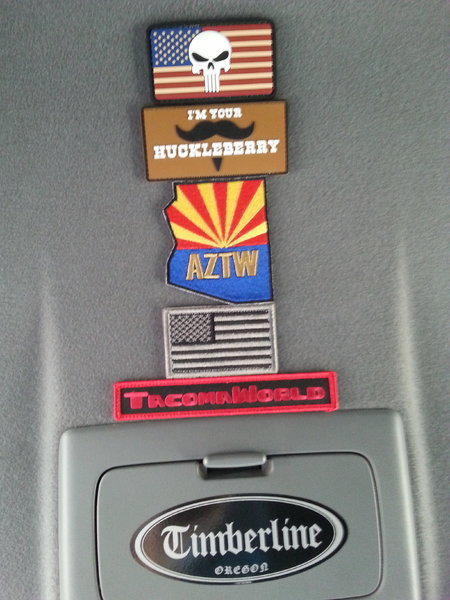 I'M YOUR
HUCKLEBERRY
AZTW
TACOMAWORLD
Timberline
OREGON